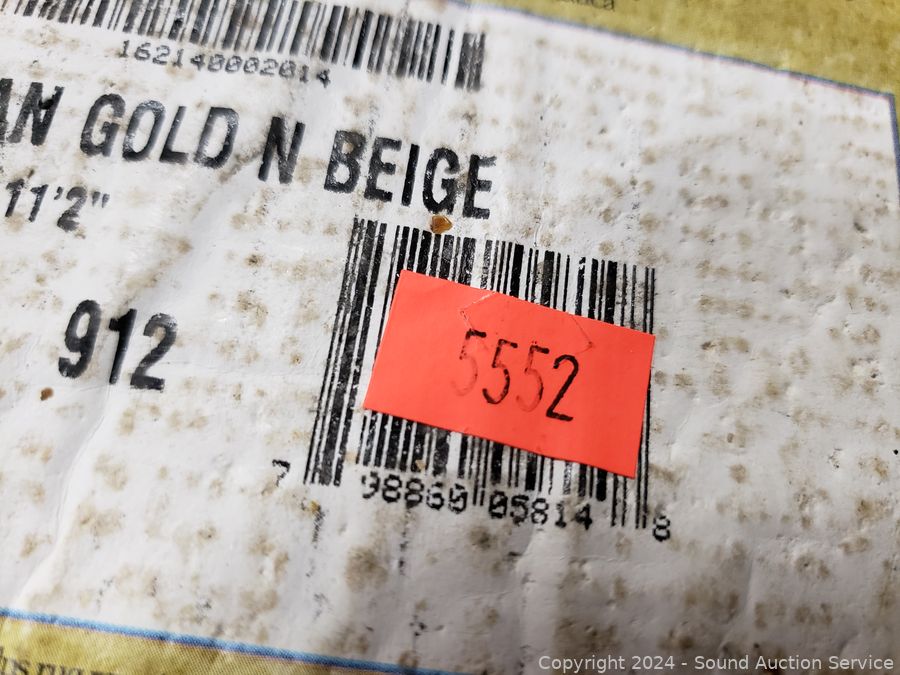 162140002014
AN GOLD N BEIGE
11'2"
912
5552
7 98860 05814 8
Copyright © 2024 - Sound Auction Service